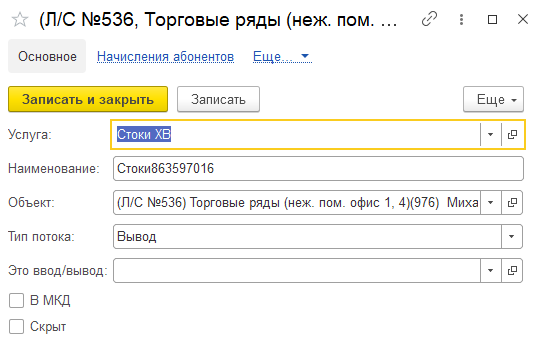 (Л/С №536, Торговые ряды (неж. пом. о...
Основное Начисления абонентов Еще...
Записать и закрыть Записать Еще
Услуга: Стоки ХВ
Наименование: Стоки863597016
Объект: (Л/С №536) Торговые ряды (неж. пом. офис 1, 4)(976) Миха
Тип потока: Вывод
Это ввод/вывод:
В МКД
Скрыт